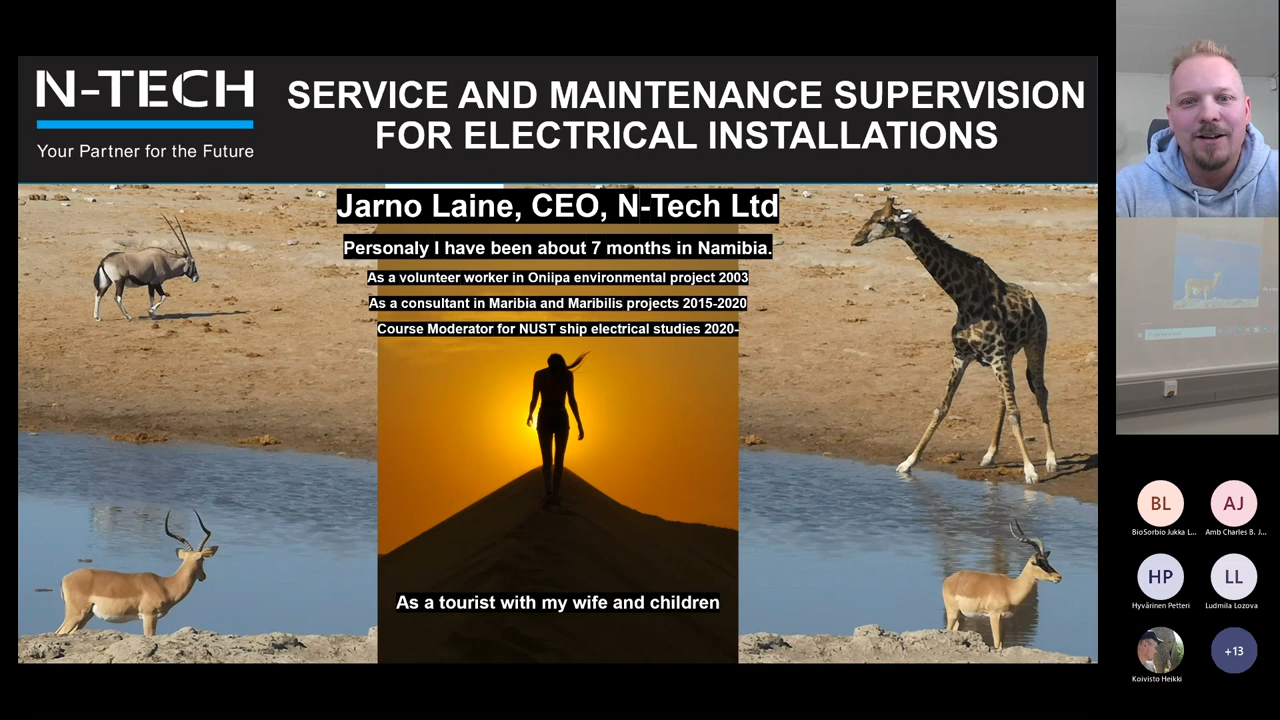 N-TECH
Your Partner for the Future
SERVICE AND MAINTENANCE SUPERVISION
FOR ELECTRICAL INSTALLATIONS
Jarno Laine, CEO, N-Tech Ltd
Personaly I have been about 7 months in Namibia.
As a volunteer worker in Oniipa environmental project 2003
As a consultant in Maribia and Maribilis projects 2015-2020
Course Moderator for NUST ship electrical studies 2020-
As a tourist with my wife and children
BL
AJ
BioSorbio Jukka L...
Amb Charles B. J...
HP
LL
Hyvärinen Petteri
Ludmila Lozova
+13
Koivisto Heikki